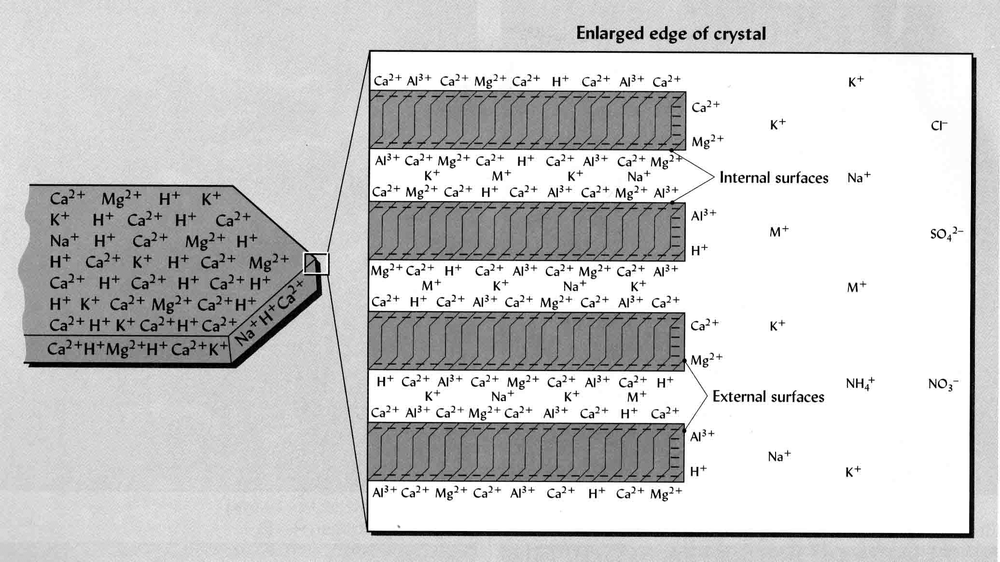 Enlarged edge of crystal
Ca²⁺ Al³⁺ Ca²⁺ Mg²⁺ Ca²⁺ H⁺ Ca²⁺ Al³⁺ Ca²⁺ K⁺
Ca²⁺
K⁺ Cl⁻
Mg²⁺
Al³⁺ Ca²⁺ Mg²⁺ Ca²⁺ H⁺ Ca²⁺ Al³⁺ Ca²⁺ Mg²⁺
K⁺ M⁺ K⁺ Na⁺ Internal surfaces Na⁺
Ca²⁺ Mg²⁺ Ca²⁺ H⁺ Ca²⁺ Al³⁺ Ca²⁺ Mg²⁺ Al³⁺
Al³⁺
M⁺ SO₄²⁻
H⁺
Mg²⁺ Ca²⁺ H⁺ Ca²⁺ Al³⁺ Ca²⁺ Mg²⁺ Ca²⁺ Al³⁺
M⁺ K⁺ Na⁺ K⁺ M⁺
Ca²⁺ H⁺ Ca²⁺ Al³⁺ Ca²⁺ Mg²⁺ Ca²⁺ Al³⁺ Ca²⁺
Ca²⁺ K⁺
Mg²⁺
H⁺ Ca²⁺ Al³⁺ Ca²⁺ Mg²⁺ Ca²⁺ Al³⁺ Ca²⁺ H⁺ NH₄⁺ NO₃⁻
K⁺ Na⁺ K⁺ M⁺ External surfaces
Ca²⁺ Al³⁺ Ca²⁺ Mg²⁺ Ca²⁺ Al³⁺ Ca²⁺ H⁺ Ca²⁺
Al³⁺
Na⁺
H⁺ K⁺
Al³⁺ Ca²⁺ Mg²⁺ Ca²⁺ Al³⁺ Ca²⁺ H⁺ Ca²⁺ Mg²⁺
Ca²⁺ Mg²⁺ H⁺ K⁺
K⁺ H⁺ Ca²⁺ H⁺ Ca²⁺
Na⁺ H⁺ Ca²⁺ Mg²⁺ H⁺
H⁺ Ca²⁺ K⁺ H⁺ Ca²⁺ Mg²⁺
Ca²⁺ H⁺ Ca²⁺ H⁺ Ca²⁺ H⁺
H⁺ K⁺ Ca²⁺ Mg²⁺ Ca²⁺ H⁺
Ca²⁺ H⁺ K⁺ Ca²⁺ H⁺ Ca²⁺
Ca²⁺ H⁺ Mg²⁺ H⁺ Ca²⁺ K⁺
Na⁺ H⁺ Ca²⁺